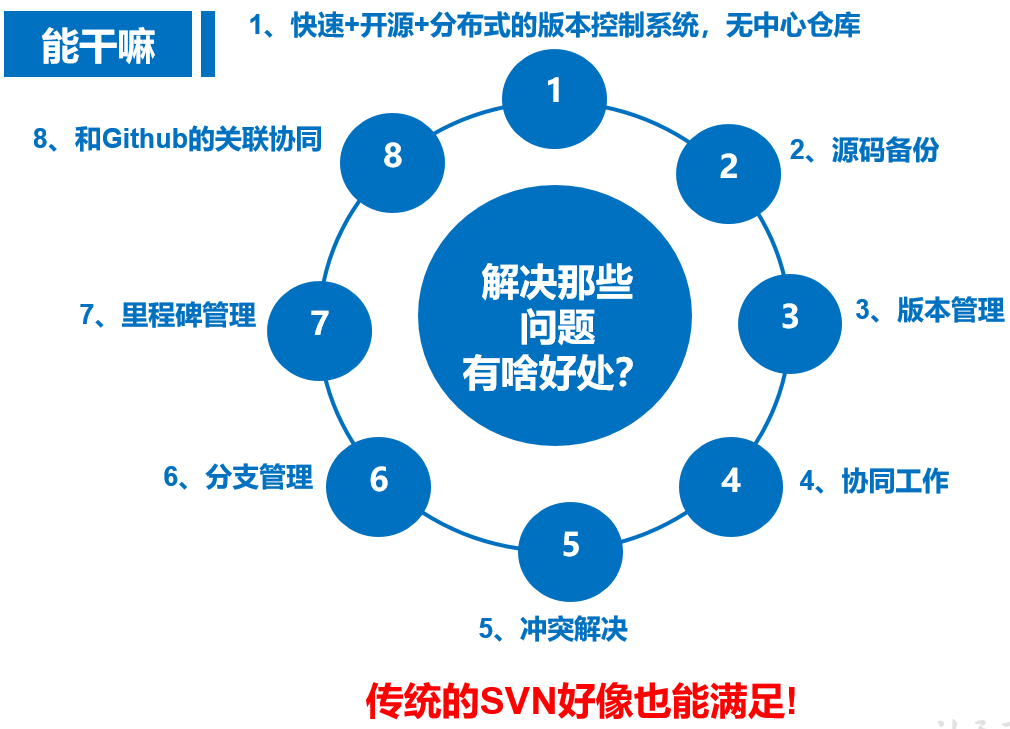 能干嘛
1、快速+开源+分布式的版本控制系统，无中心仓库
1
8、和Github的关联协同
8
2
2、源码备份
解决那些
问题
有啥好处?
7、里程碑管理
7
3
3、版本管理
6、分支管理
6
4
4、协同工作
5
5、冲突解决
传统的SVN好像也能满足!